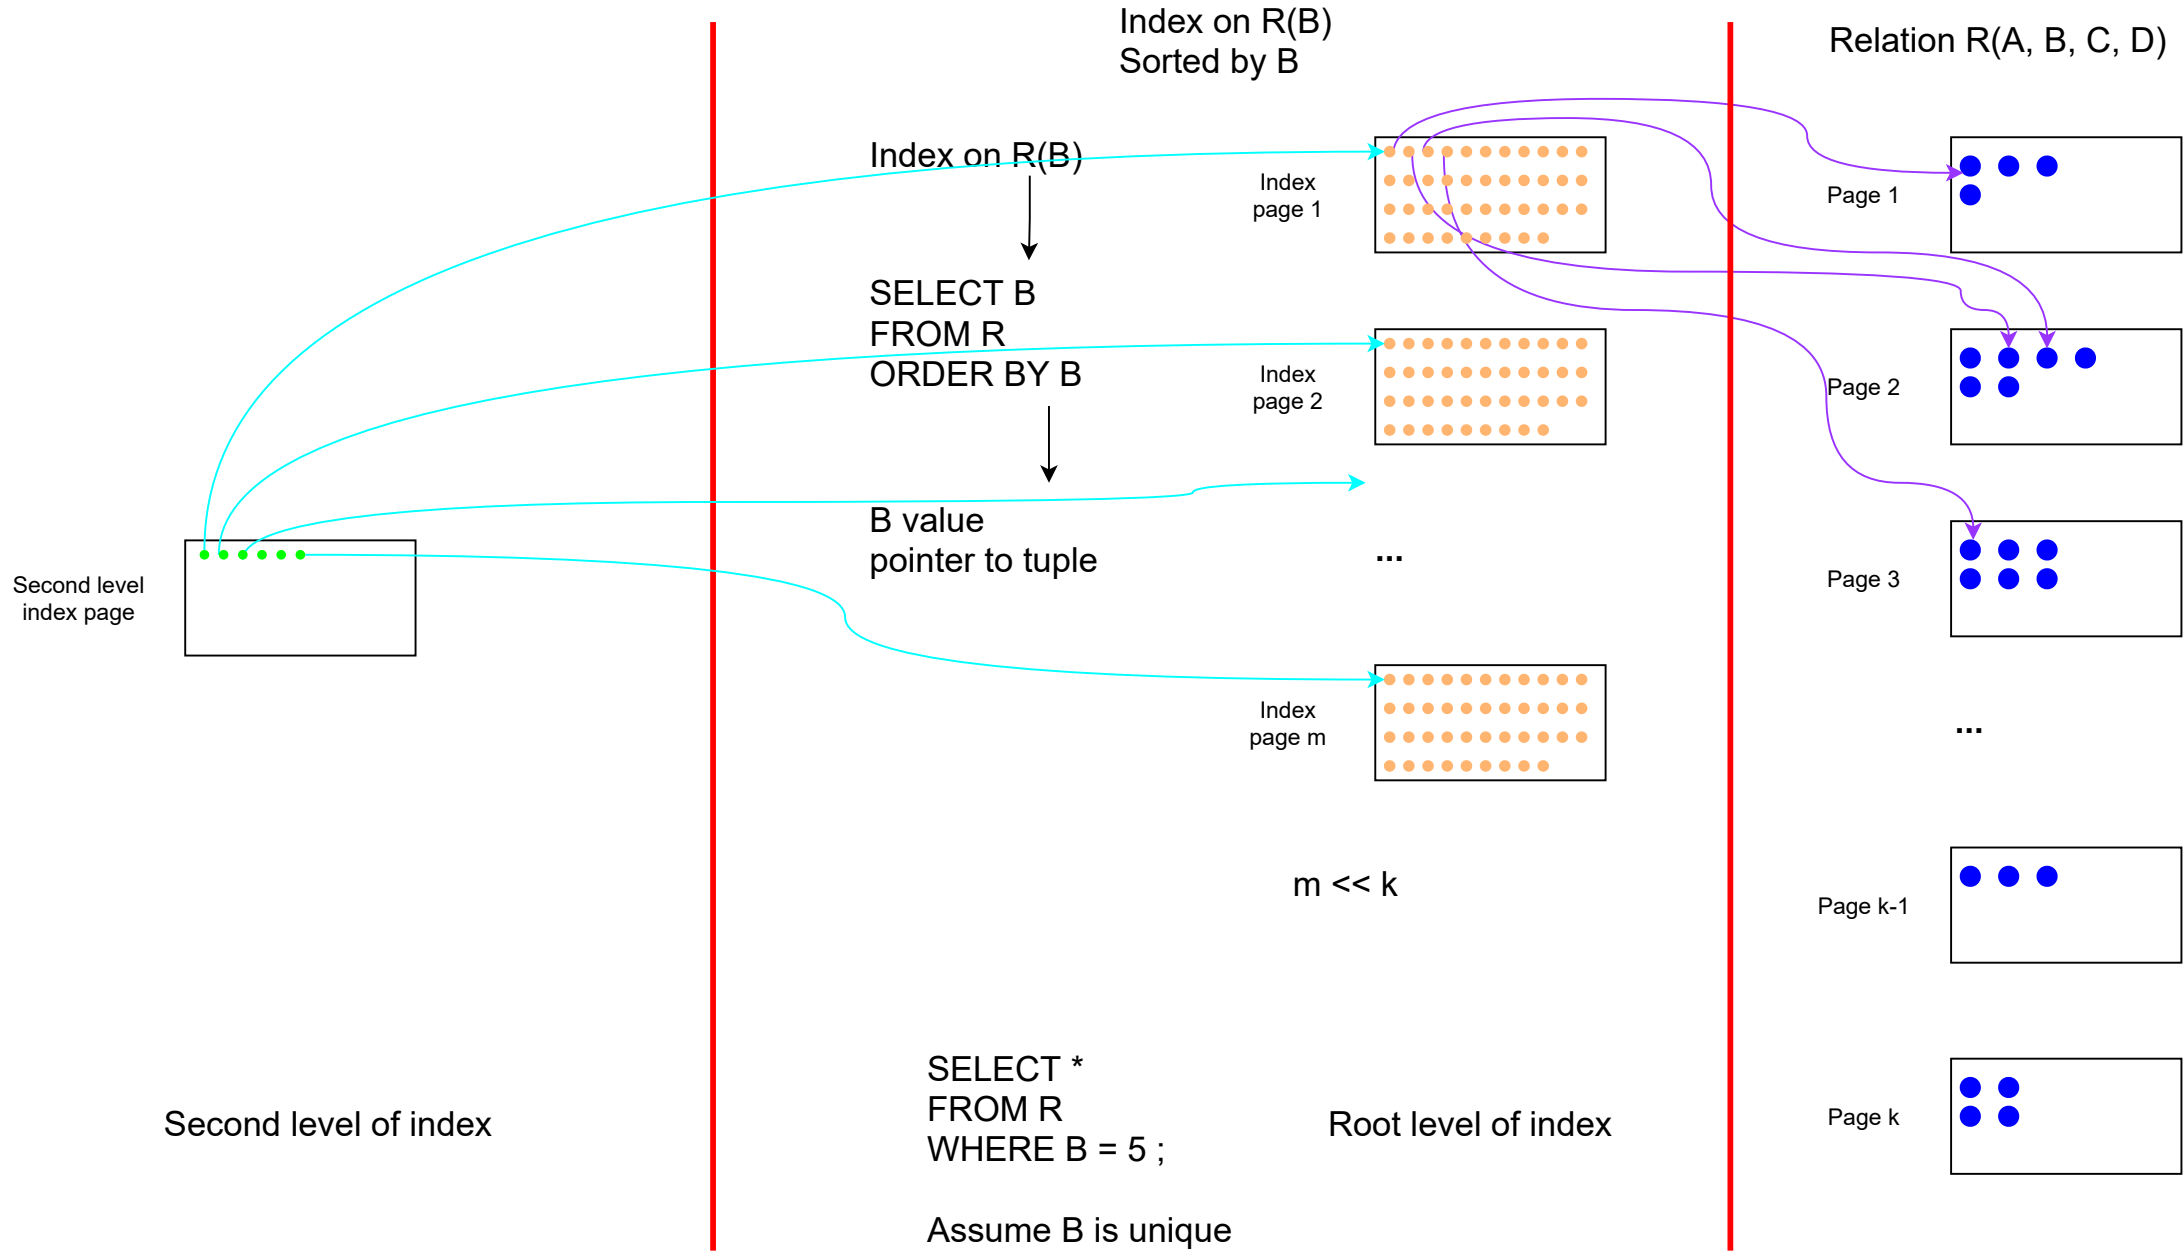 Index on R(B)
Sorted by B
Relation R(A, B, C, D)
Index on R(B)
Index
page 1
Page 1
SELECT B
FROM R
ORDER BY B
Index
page 2
Page 2
B value
pointer to tuple
...
Second level
index page
Page 3
Index
page m
...
m << k
Page k-1
SELECT *
FROM R
WHERE B = 5 ;
Assume B is unique
Second level of index
Root level of index
Page k